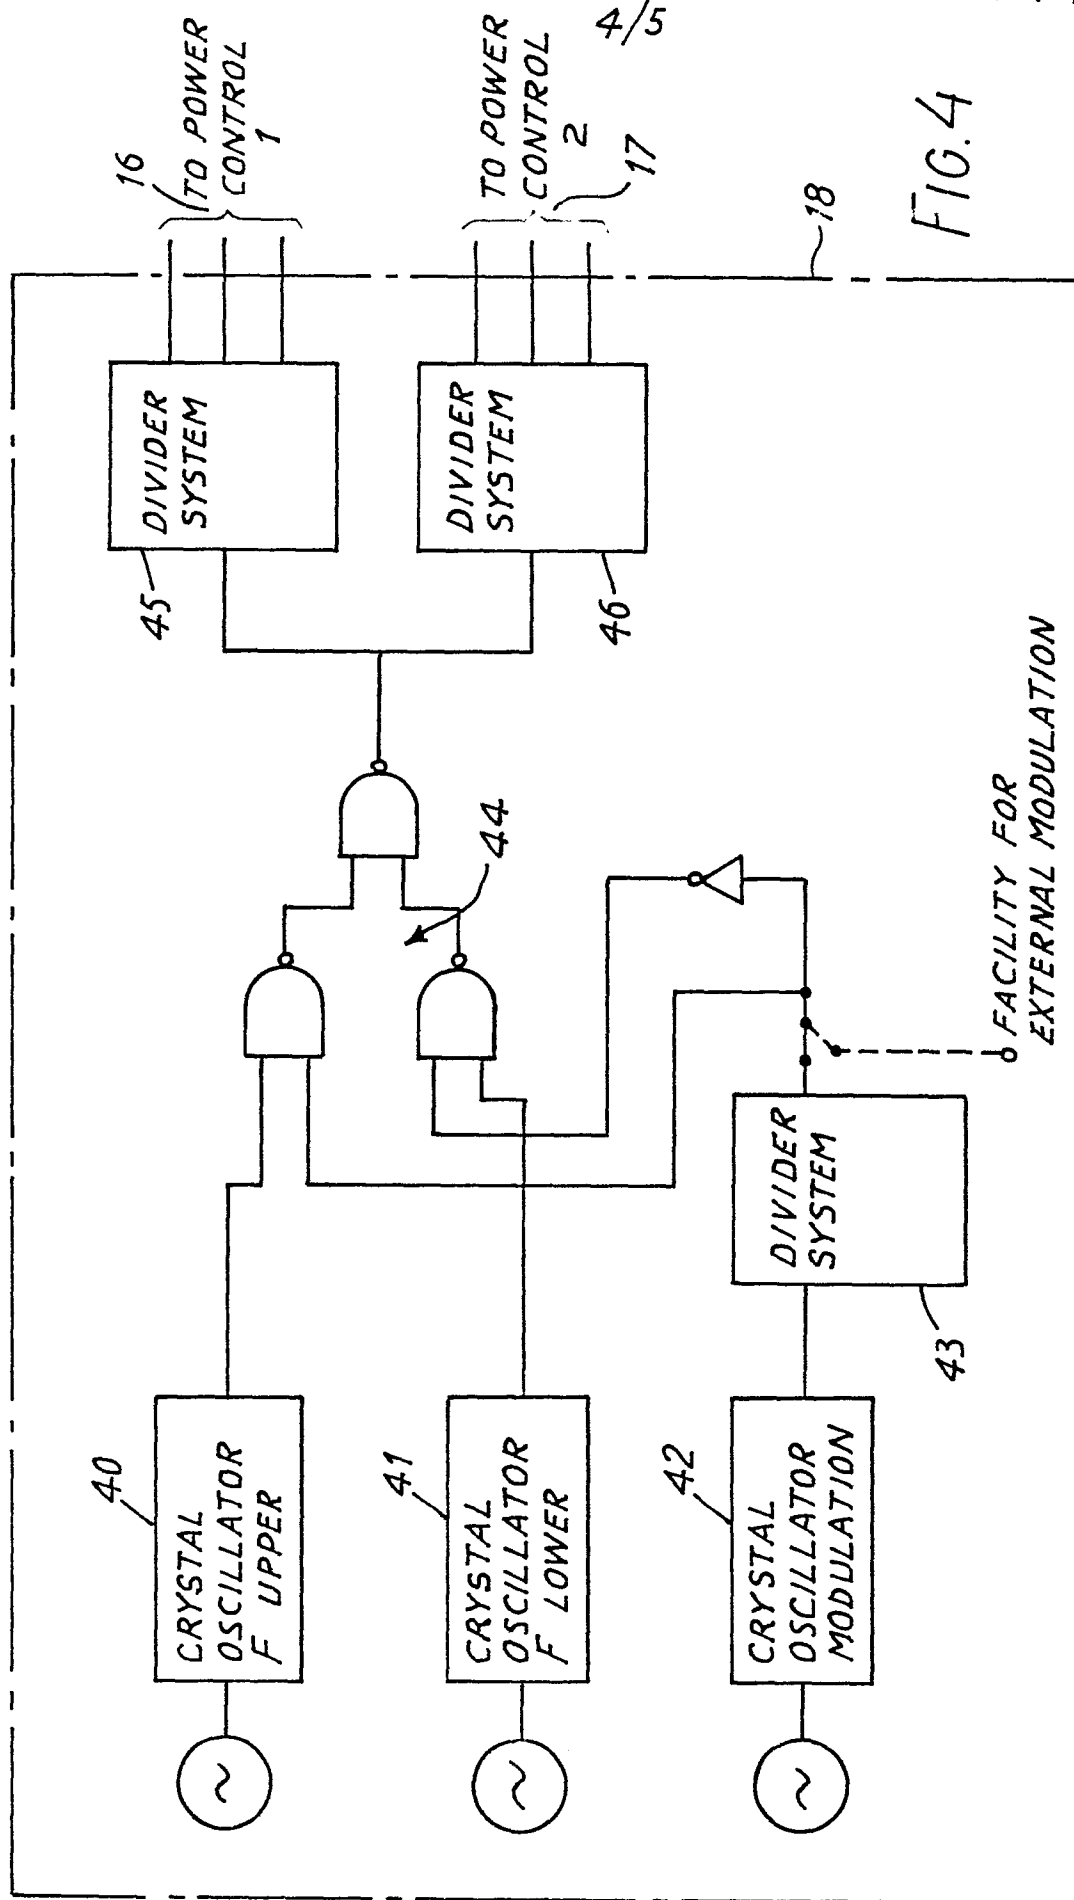 4/5
16
TO POWER
CONTROL
1
TO POWER
CONTROL
2
17
18
FIG. 4
DIVIDER
SYSTEM
45
DIVIDER
SYSTEM
46
44
FACILITY FOR
EXTERNAL MODULATION
DIVIDER
SYSTEM
43
40
CRYSTAL
OSCILLATOR
F UPPER
41
CRYSTAL
OSCILLATOR
F LOWER
42
CRYSTAL
OSCILLATOR
MODULATION
~
~
~